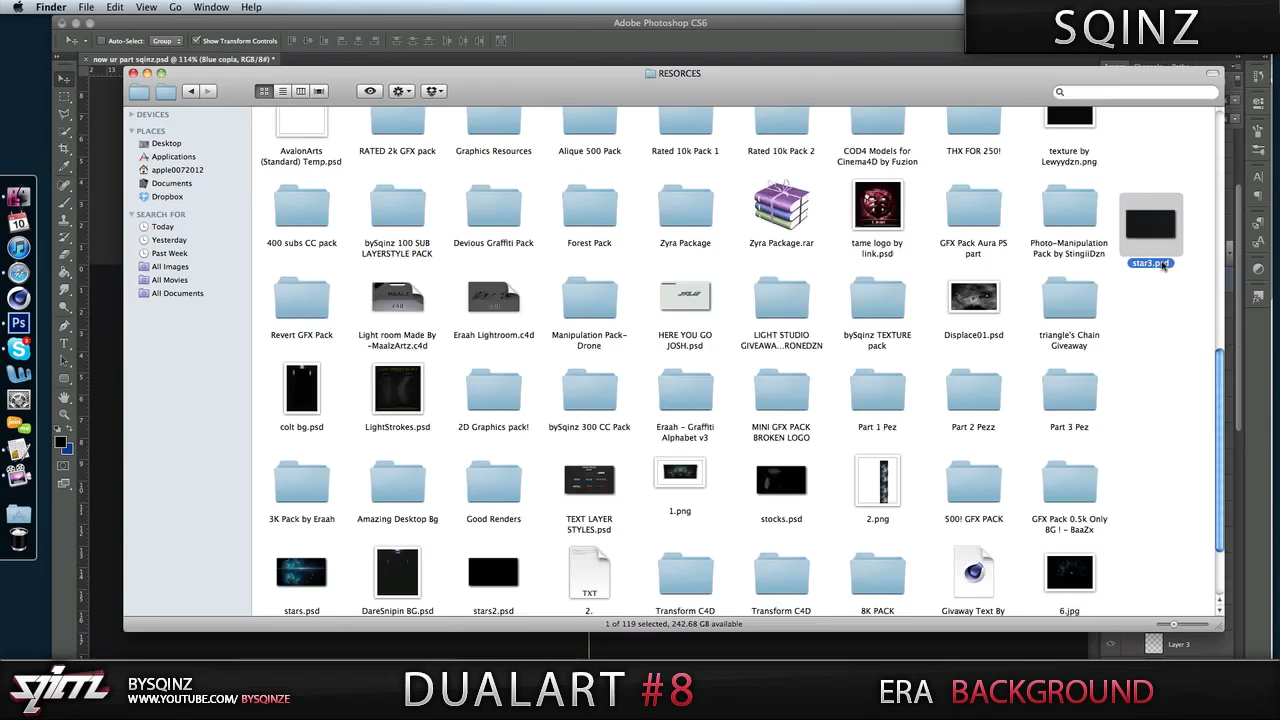 Finder File Edit View Go Window Help
Adobe Photoshop CS6
SQINZ
Auto-Select: Group Show Transform Controls
now ur part sqinz.psd @ 114% (Blue copia, RGB/8#) *
RESORCES
DEVICES
PLACES
Desktop
Applications
apple0072012
Documents
Dropbox
SEARCH FOR
Today
Yesterday
Past Week
All Images
All Movies
All Documents
AvalonArts (Standard) Temp.psd
RATED 2k GFX pack
Graphics Resources
Alique 500 Pack
Rated 10k Pack 1
Rated 10k Pack 2
COD4 Models for Cinema4D by Fuzion
THX FOR 250!
texture by Lewyydzn.png
400 subs CC pack
bySqinz 100 SUB LAYERSTYLE PACK
Devious Graffiti Pack
Forest Pack
Zyra Package
Zyra Package.rar
tame logo by link.psd
GFX Pack Aura PS part
Photo-Manipulation Pack by StingiiDzn
star3.psd
Revert GFX Pack
Light room Made By -MaalzArtz.c4d
Eraah Lightroom.c4d
Manipulation Pack- Drone
HERE YOU GO JOSH.psd
LIGHT STUDIO GIVEAWA...RONEDZN
bySqinz TEXTURE pack
Displace01.psd
triangle's Chain Giveaway
colt bg.psd
LightStrokes.psd
2D Graphics pack!
bySqinz 300 CC Pack
Eraah - Graffiti Alphabet v3
MINI GFX PACK BROKEN LOGO
Part 1 Pez
Part 2 Pezz
Part 3 Pez
3K Pack by Eraah
Amazing Desktop Bg
Good Renders
TEXT LAYER STYLES.psd
1.png
stocks.psd
2.png
500! GFX PACK
GFX Pack 0.5k Only BG ! - BaaZx
stars.psd
DareSnipin BG.psd
stars2.psd
TXT
2.
Transform C4D
Transform C4D
8K PACK
Givaway Text By
6.jpg
1 of 119 selected, 242.68 GB available
Layer 3
BYSQINZ
WWW.YOUTUBE.COM/ BYSQINZE
DUALART #8
ERA BACKGROUND